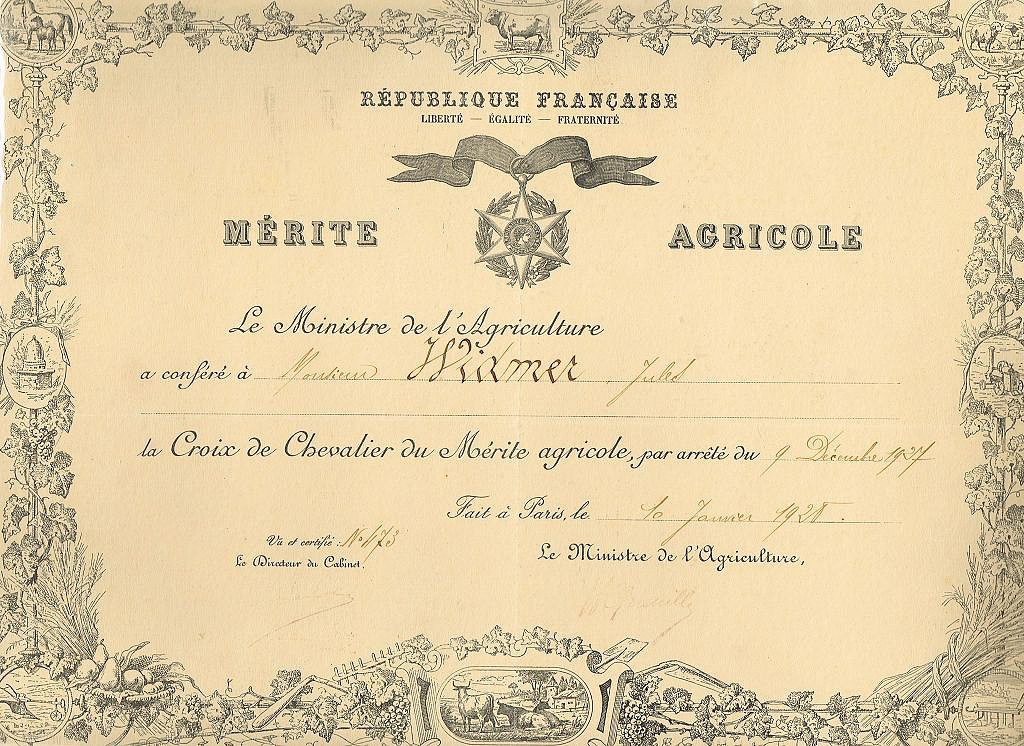 RÉPUBLIQUE FRANÇAISE
LIBERTÉ — ÉGALITÉ — FRATERNITÉ
MÉRITE AGRICOLE
Le Ministre de l'Agriculture
a conféré à Monsieur Widmer Jules
la Croix de Chevalier du Mérite agricole, par arrêté du 9 Décembre 1927
Fait à Paris, le 10 Janvier 1928.
Vu et certifié: N° 473
Le Directeur du Cabinet,
Le Ministre de l'Agriculture,